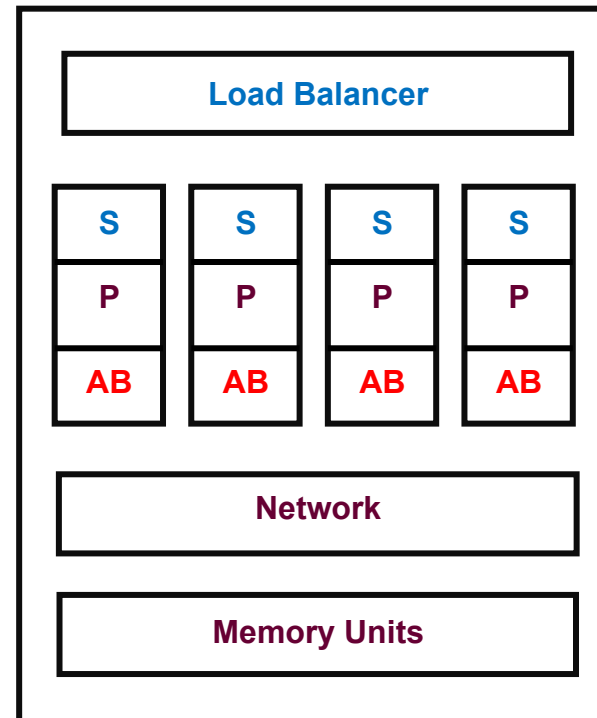 Load Balancer
S S S S
P P P P
AB AB AB AB
Network
Memory Units